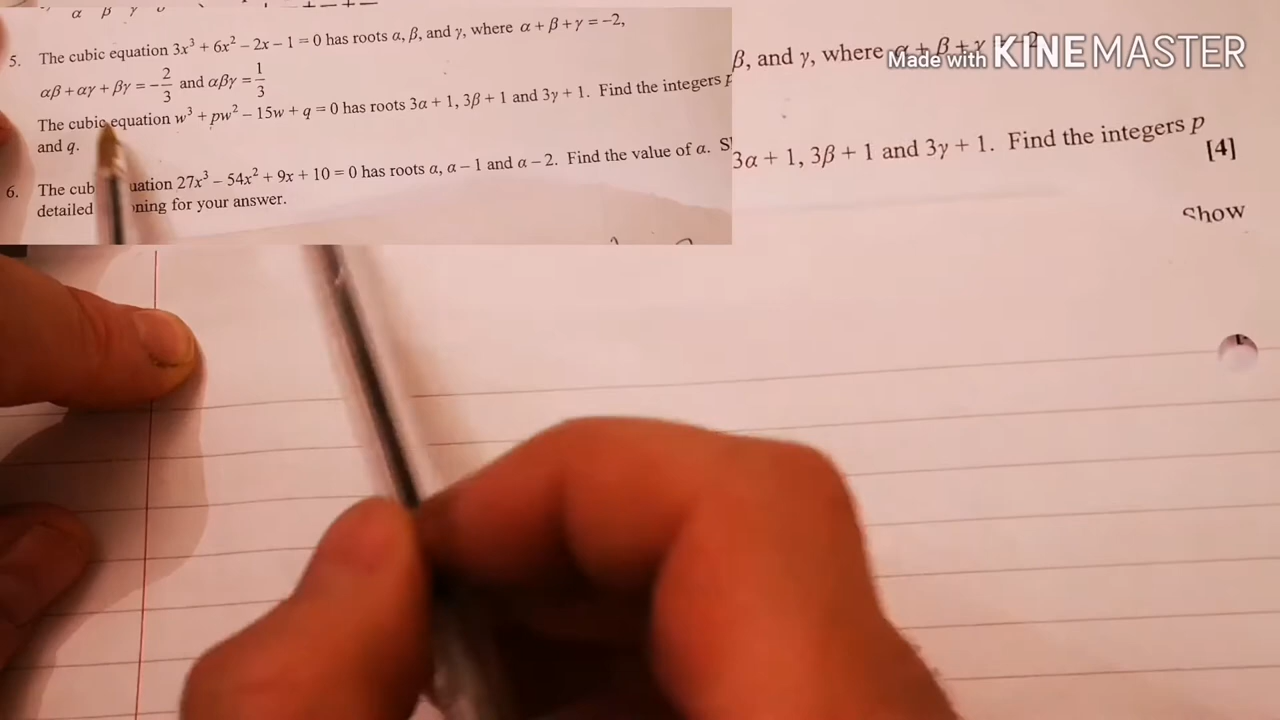 α β γ
5. The cubic equation 3x³ + 6x² − 2x − 1 = 0 has roots α, β, and γ, where α + β + γ = −2,
αβ + αγ + βγ = −2/3 and αβγ = 1/3
The cubic equation w³ + pw² − 15w + q = 0 has roots 3α + 1, 3β + 1 and 3γ + 1. Find the integers p
and q.
6. The cub uation 27x³ − 54x² + 9x + 10 = 0 has roots α, α − 1 and α − 2. Find the value of α. S
detailed ning for your answer.
β, and γ, where α + β + γ
Made with KINEMASTER
3α + 1, 3β + 1 and 3γ + 1. Find the integers p
[4]
Show